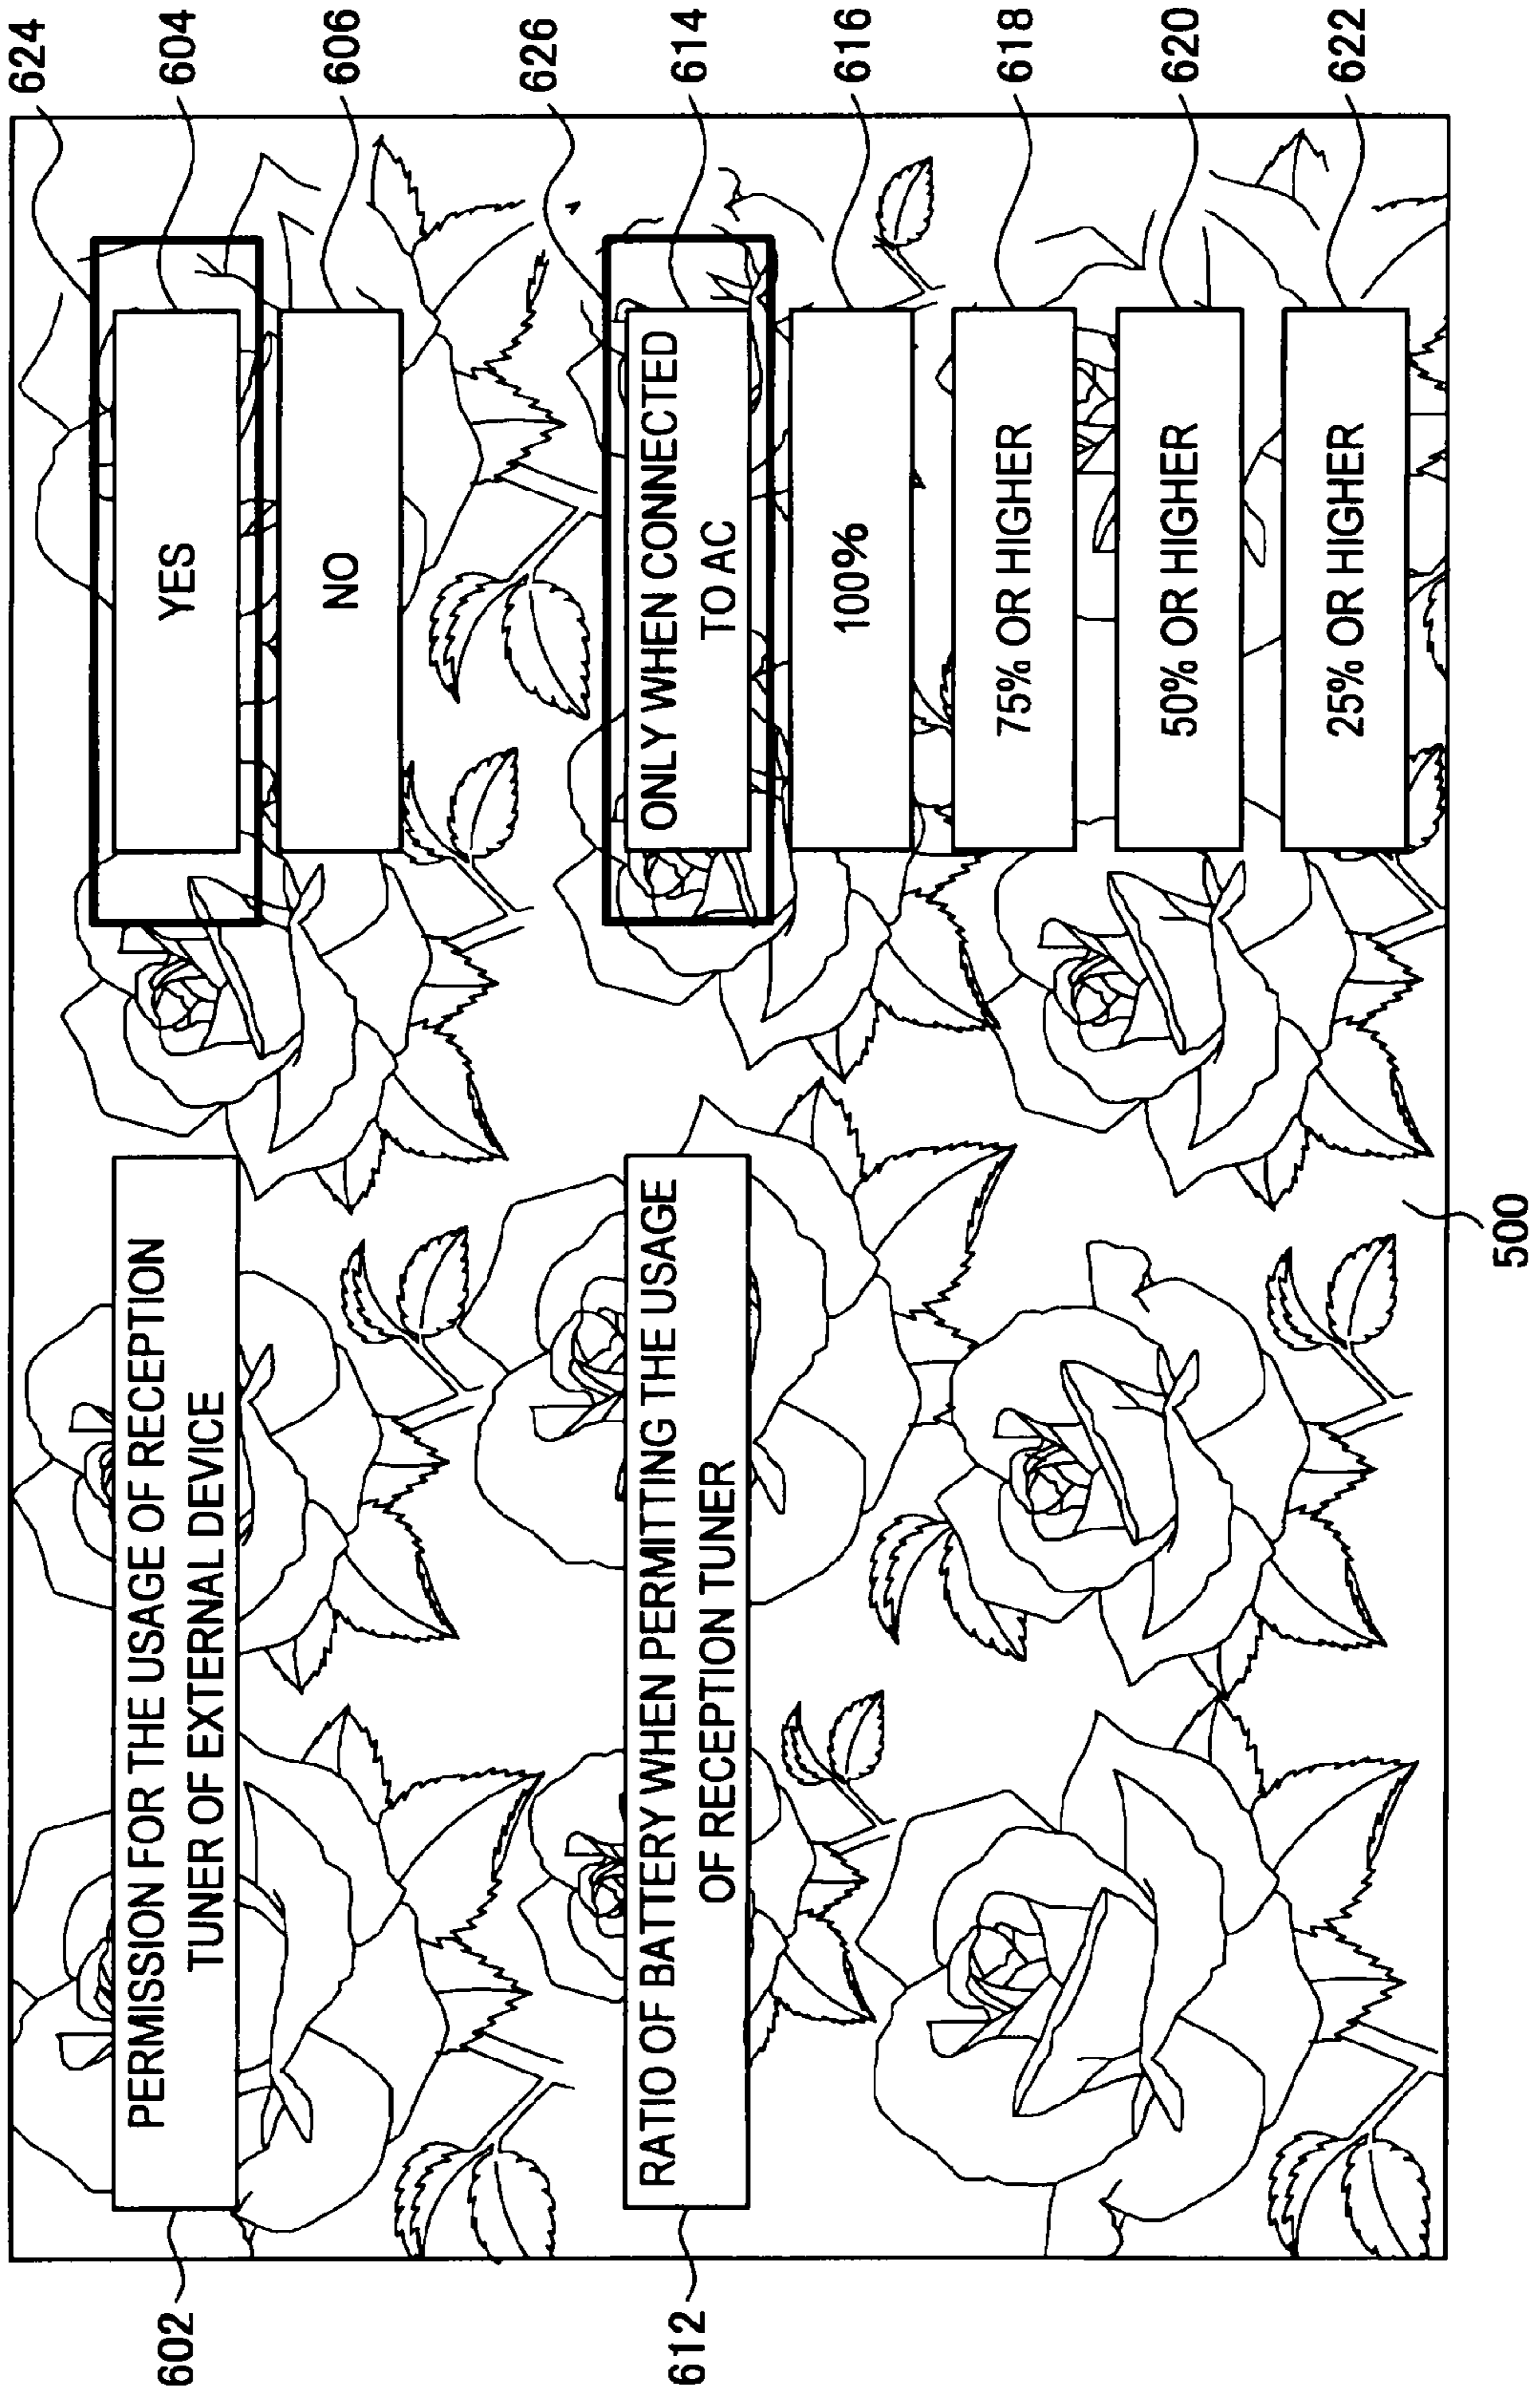 624
602
PERMISSION FOR THE USAGE OF RECEPTION
TUNER OF EXTERNAL DEVICE
YES
604
NO
606
626
612
RATIO OF BATTERY WHEN PERMITTING THE USAGE
OF RECEPTION TUNER
ONLY WHEN CONNECTED
TO AC
614
100%
616
75% OR HIGHER
618
50% OR HIGHER
620
25% OR HIGHER
622
500